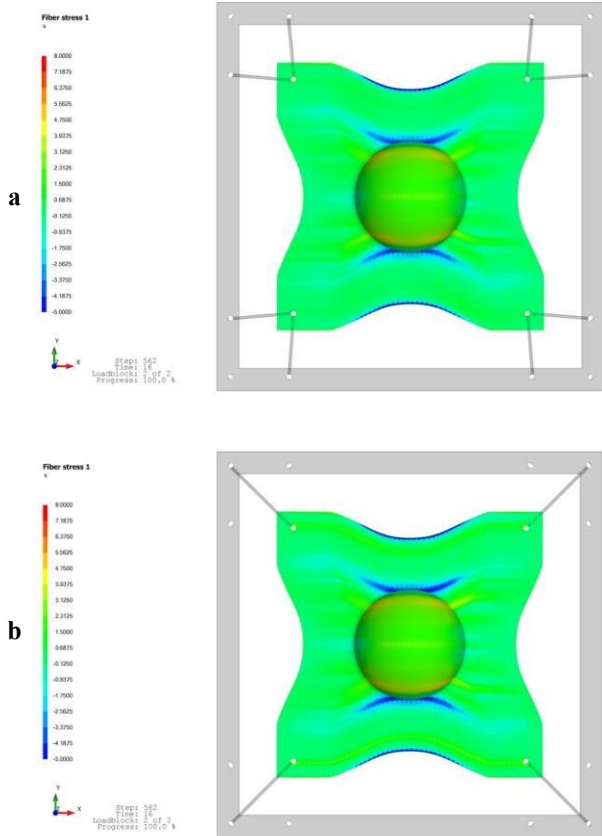 Fiber stress 1
8.0000
7.1875
6.3750
5.5625
4.7500
3.9375
3.1250
2.3125
1.5000
0.6875
-0.1250
-0.9375
-1.7500
-2.5625
-3.3750
-4.1875
-5.0000
a
Y
Z X
Step: 562
Time: 16
Loadblock: 2 of 2
Progress: 100.0 %
Fiber stress 1
8.0000
7.1875
6.3750
5.5625
4.7500
3.9375
3.1250
2.3125
1.5000
0.6875
-0.1250
-0.9375
-1.7500
-2.5625
-3.3750
-4.1875
-5.0000
b
Y
Z X
Step: 562
Time: 16
Loadblock: 2 of 2
Progress: 100.0 %